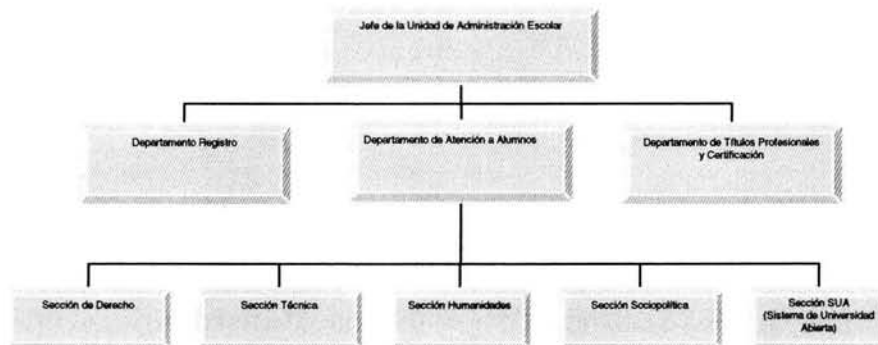 Jefe de la Unidad de Administración Escolar
Departamento Registro
Departamento de Atención a Alumnos
Departamento de Títulos Profesionales
y Certificación
Sección de Derecho
Sección Técnica
Sección Humanidades
Sección Sociopolítica
Sección SUA
(Sistema de Universidad
Abierta)